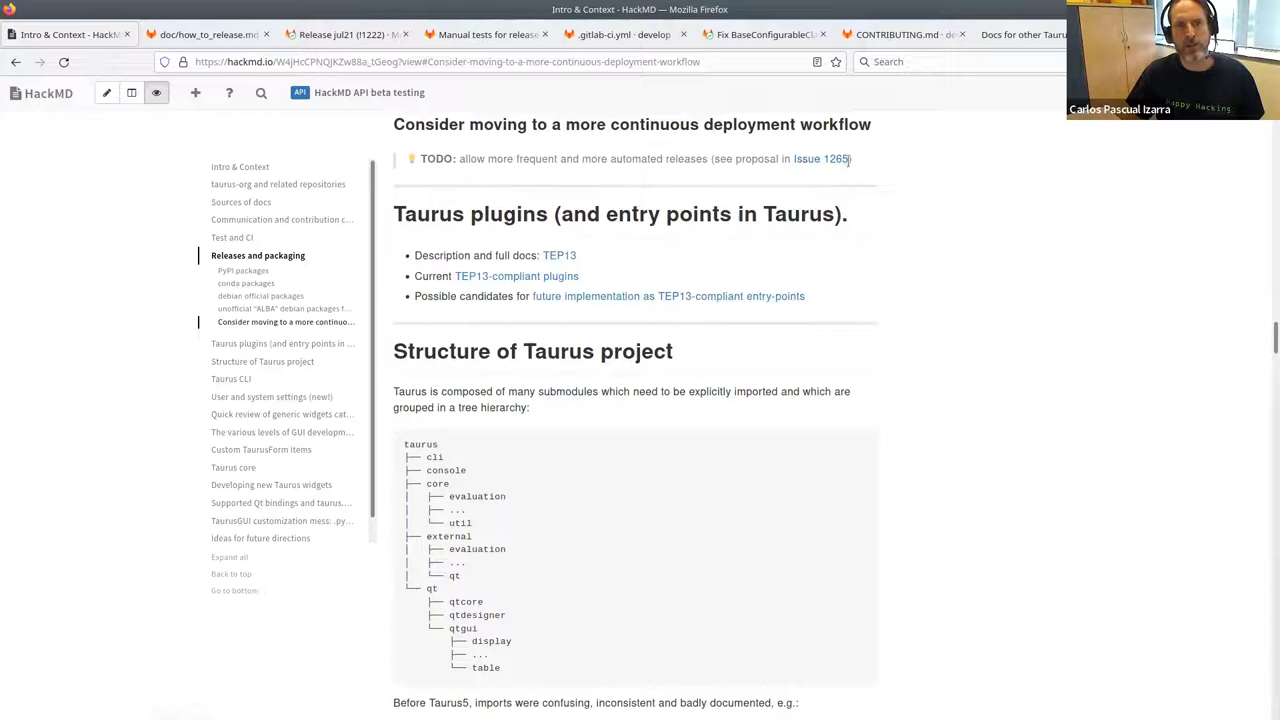 Intro & Context - HackMD — Mozilla Firefox
Intro & Context - HackM
doc/how_to_release.md
Release jul21 (!1222) · M
Manual tests for release
.gitlab-ci.yml · develop
Fix BaseConfigurableCl
CONTRIBUTING.md · de
Docs for other Taurus
https://hackmd.io/W4jHcCPNQjKZw88a_tGeog?view#Consider-moving-to-a-more-continuous-deployment-workflow
Search
HackMD
API
HackMD API beta testing
Carlos Pascual Izarra
Happy Hacking
Intro & Context
taurus-org and related repositories
Sources of docs
Communication and contribution c...
Test and CI
Releases and packaging
PyPI packages
conda packages
debian official packages
unofficial “ALBA” debian packages f...
Consider moving to a more continuo...
Taurus plugins (and entry points in ...
Structure of Taurus project
Taurus CLI
User and system settings (new!)
Quick review of generic widgets cat...
The various levels of GUI developm...
Custom TaurusForm items
Taurus core
Developing new Taurus widgets
Supported Qt bindings and taurus....
TaurusGUI customization mess: .py...
Ideas for future directions
Expand all
Back to top
Go to bottom
Consider moving to a more continuous deployment workflow
TODO: allow more frequent and more automated releases (see proposal in Issue 1265)
Taurus plugins (and entry points in Taurus).
• Description and full docs: TEP13
• Current TEP13-compliant plugins
• Possible candidates for future implementation as TEP13-compliant entry-points
Structure of Taurus project
Taurus is composed of many submodules which need to be explicitly imported and which are
grouped in a tree hierarchy:
taurus
├── cli
├── console
├── core
│   ├── evaluation
│   ├── ...
│   └── util
├── external
│   ├── evaluation
│   ├── ...
│   └── qt
└── qt
    ├── qtcore
    ├── qtdesigner
    └── qtgui
        ├── display
        ├── ...
        └── table
Before Taurus5, imports were confusing, inconsistent and badly documented, e.g.: